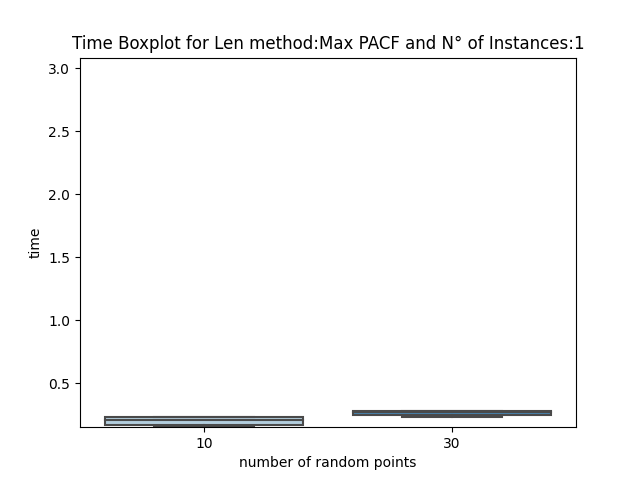 Time Boxplot for Len method:Max PACF and N° of Instances:1
3.0
2.5
2.0
1.5
1.0
0.5
time
10
30
number of random points